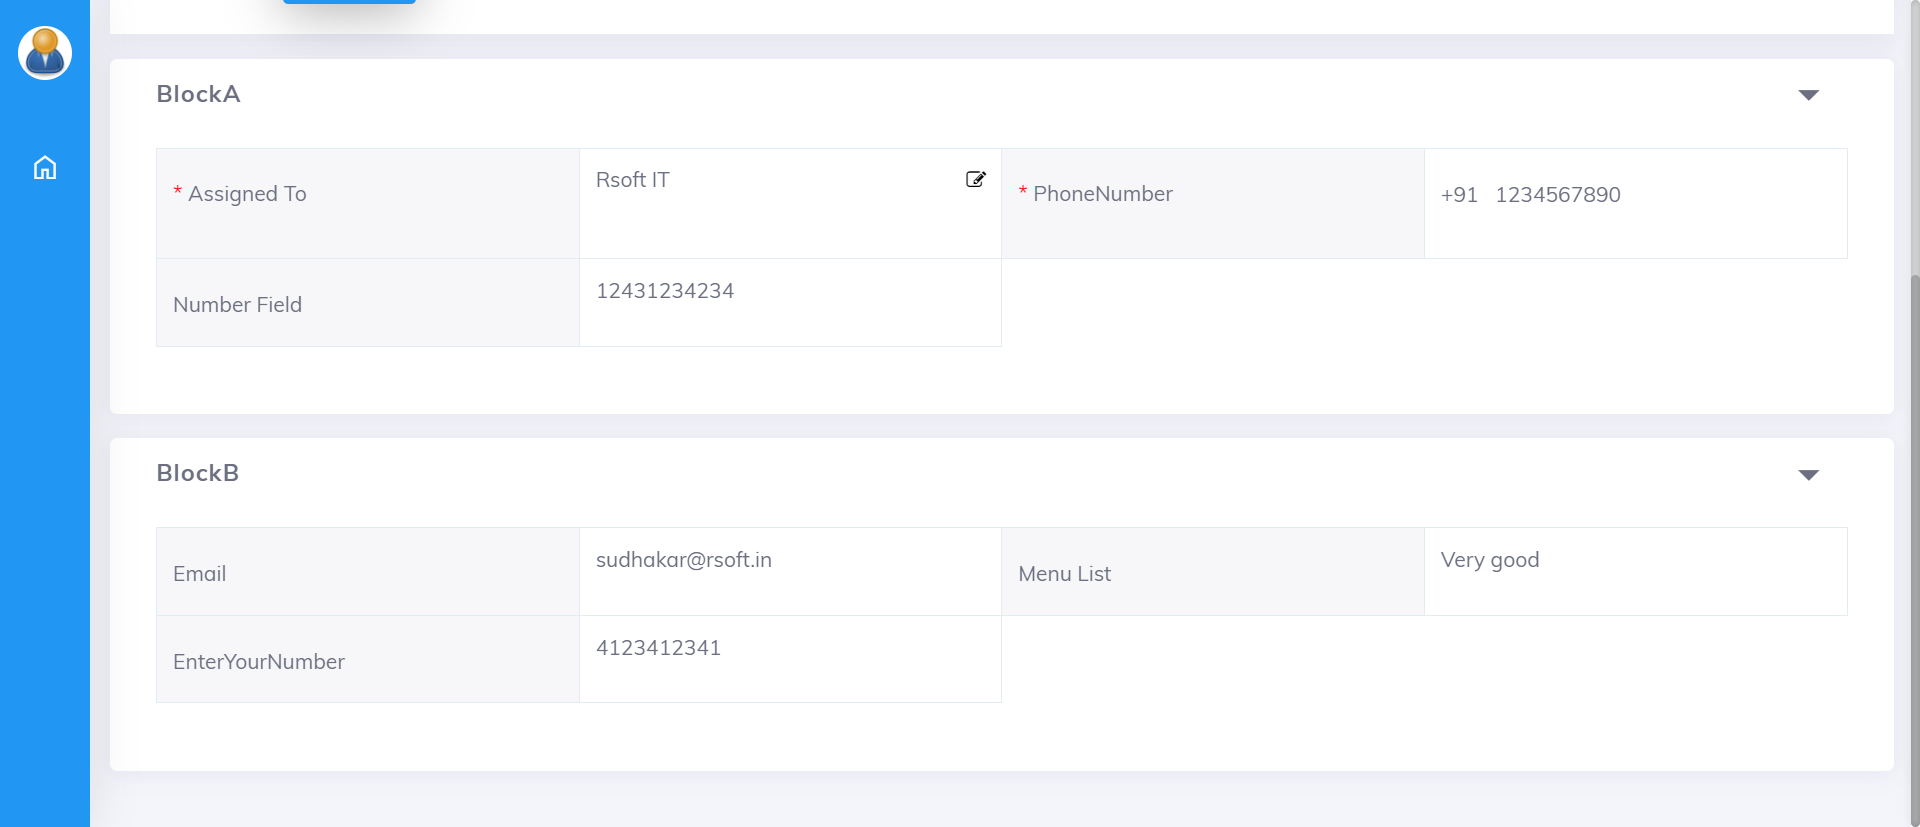 BlockA
* Assigned To
Rsoft IT
* PhoneNumber
+91 1234567890
Number Field
12431234234
BlockB
Email
sudhakar@rsoft.in
Menu List
Very good
EnterYourNumber
4123412341